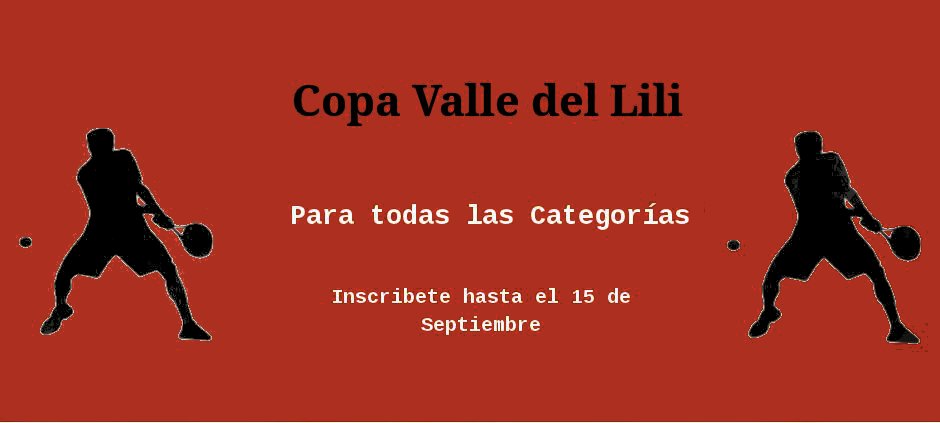 Copa Valle del Lili
Para todas las Categorías
Inscribete hasta el 15 de
Septiembre